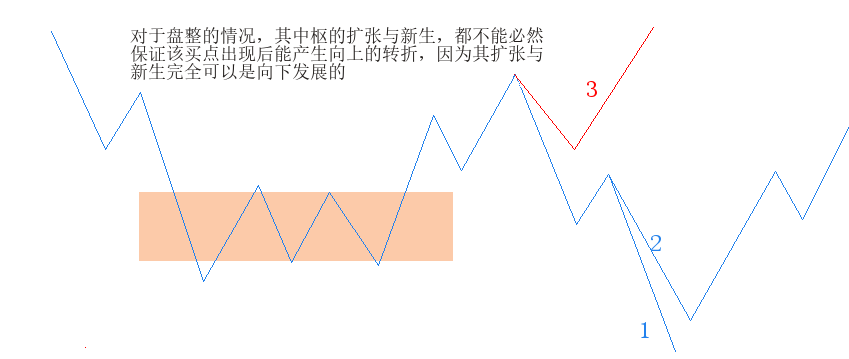 对于盘整的情况，其中枢的扩张与新生，都不能必然
保证该买点出现后能产生向上的转折，因为其扩张与
新生完全可以是向下发展的
3
2
1